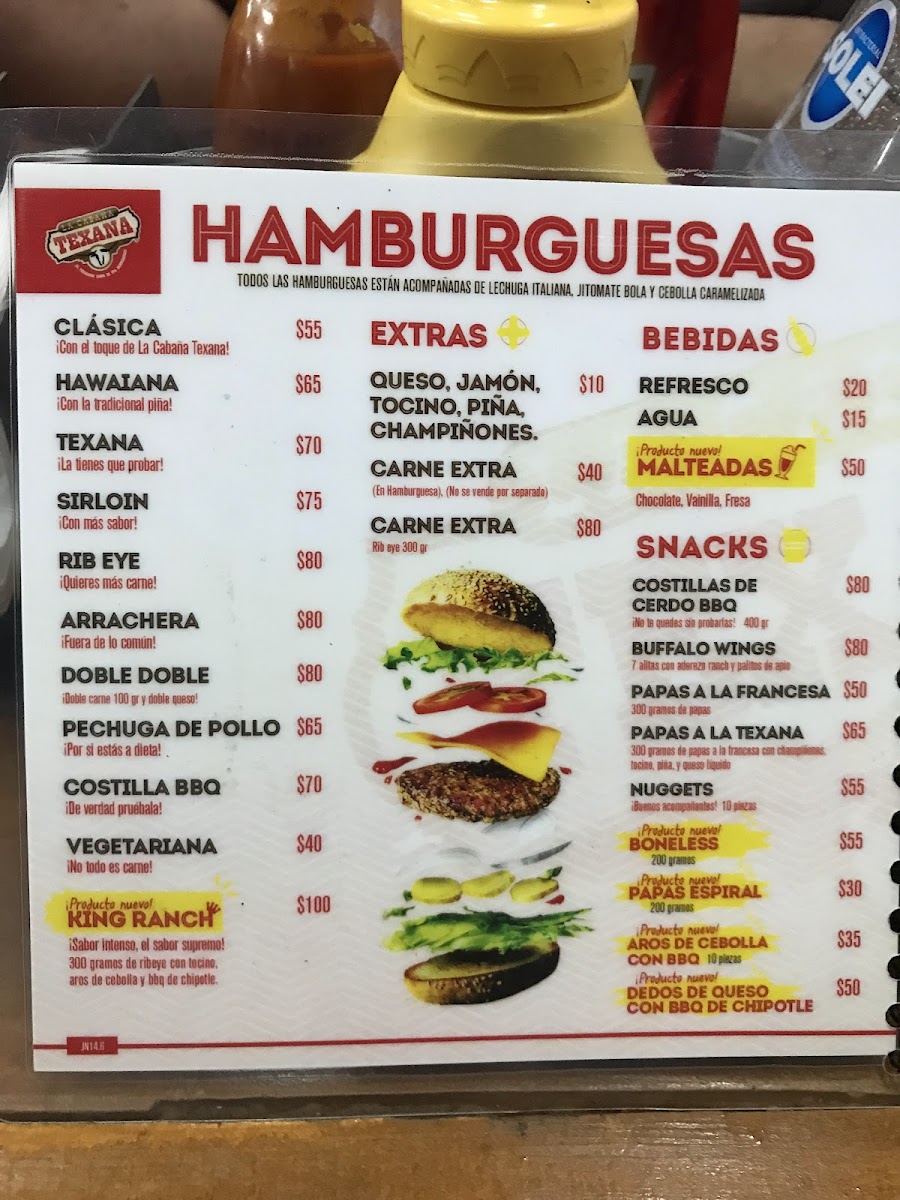 SOLEI
ANTIBACTERIAL
LA CABAÑA
TEXANA
HAMBURGUESAS
TODOS LAS HAMBURGUESAS ESTÁN ACOMPAÑADAS DE LECHUGA ITALIANA, JITOMATE BOLA Y CEBOLLA CARAMELIZADA
CLÁSICA $55
¡Con el toque de La Cabaña Texana!
HAWAIANA $65
¡Con la tradicional piña!
TEXANA $70
¡La tienes que probar!
SIRLOIN $75
¡Con más sabor!
RIB EYE $80
¡Quieres más carne!
ARRACHERA $80
¡Fuera de lo común!
DOBLE DOBLE $80
¡Doble carne 100 gr y doble queso!
PECHUGA DE POLLO $65
¡Por si estás a dieta!
COSTILLA BBQ $70
¡De verdad pruébala!
VEGETARIANA $40
¡No todo es carne!
¡Producto nuevo!
KING RANCH $100
¡Sabor intenso, el sabor supremo!
300 gramos de ribeye con tocino,
aros de cebolla y bbq de chipotle.
JN14.6
EXTRAS
QUESO, JAMÓN, $10
TOCINO, PIÑA,
CHAMPIÑONES.
CARNE EXTRA $40
(En Hamburguesa), (No se vende por separado)
CARNE EXTRA $80
Rib eye 300 gr
BEBIDAS
REFRESCO $20
AGUA $15
¡Producto nuevo!
MALTEADAS $50
Chocolate, Vainilla, Fresa
SNACKS
COSTILLAS DE $80
CERDO BBQ
¡No te quedes sin probarlas! 400 gr
BUFFALO WINGS $80
7 alitas con aderezo ranch y palitos de apio
PAPAS A LA FRANCESA $50
300 gramos de papas
PAPAS A LA TEXANA $65
300 gramos de papas a la francesa con champiñones,
tocino, piña, y queso líquido
NUGGETS $55
¡Buenos acompañantes! 10 piezas
¡Producto nuevo!
BONELESS $55
200 gramos
¡Producto nuevo!
PAPAS ESPIRAL $30
200 gramos
¡Producto nuevo!
AROS DE CEBOLLA $35
CON BBQ 10 piezas
¡Producto nuevo!
DEDOS DE QUESO $50
CON BBQ DE CHIPOTLE